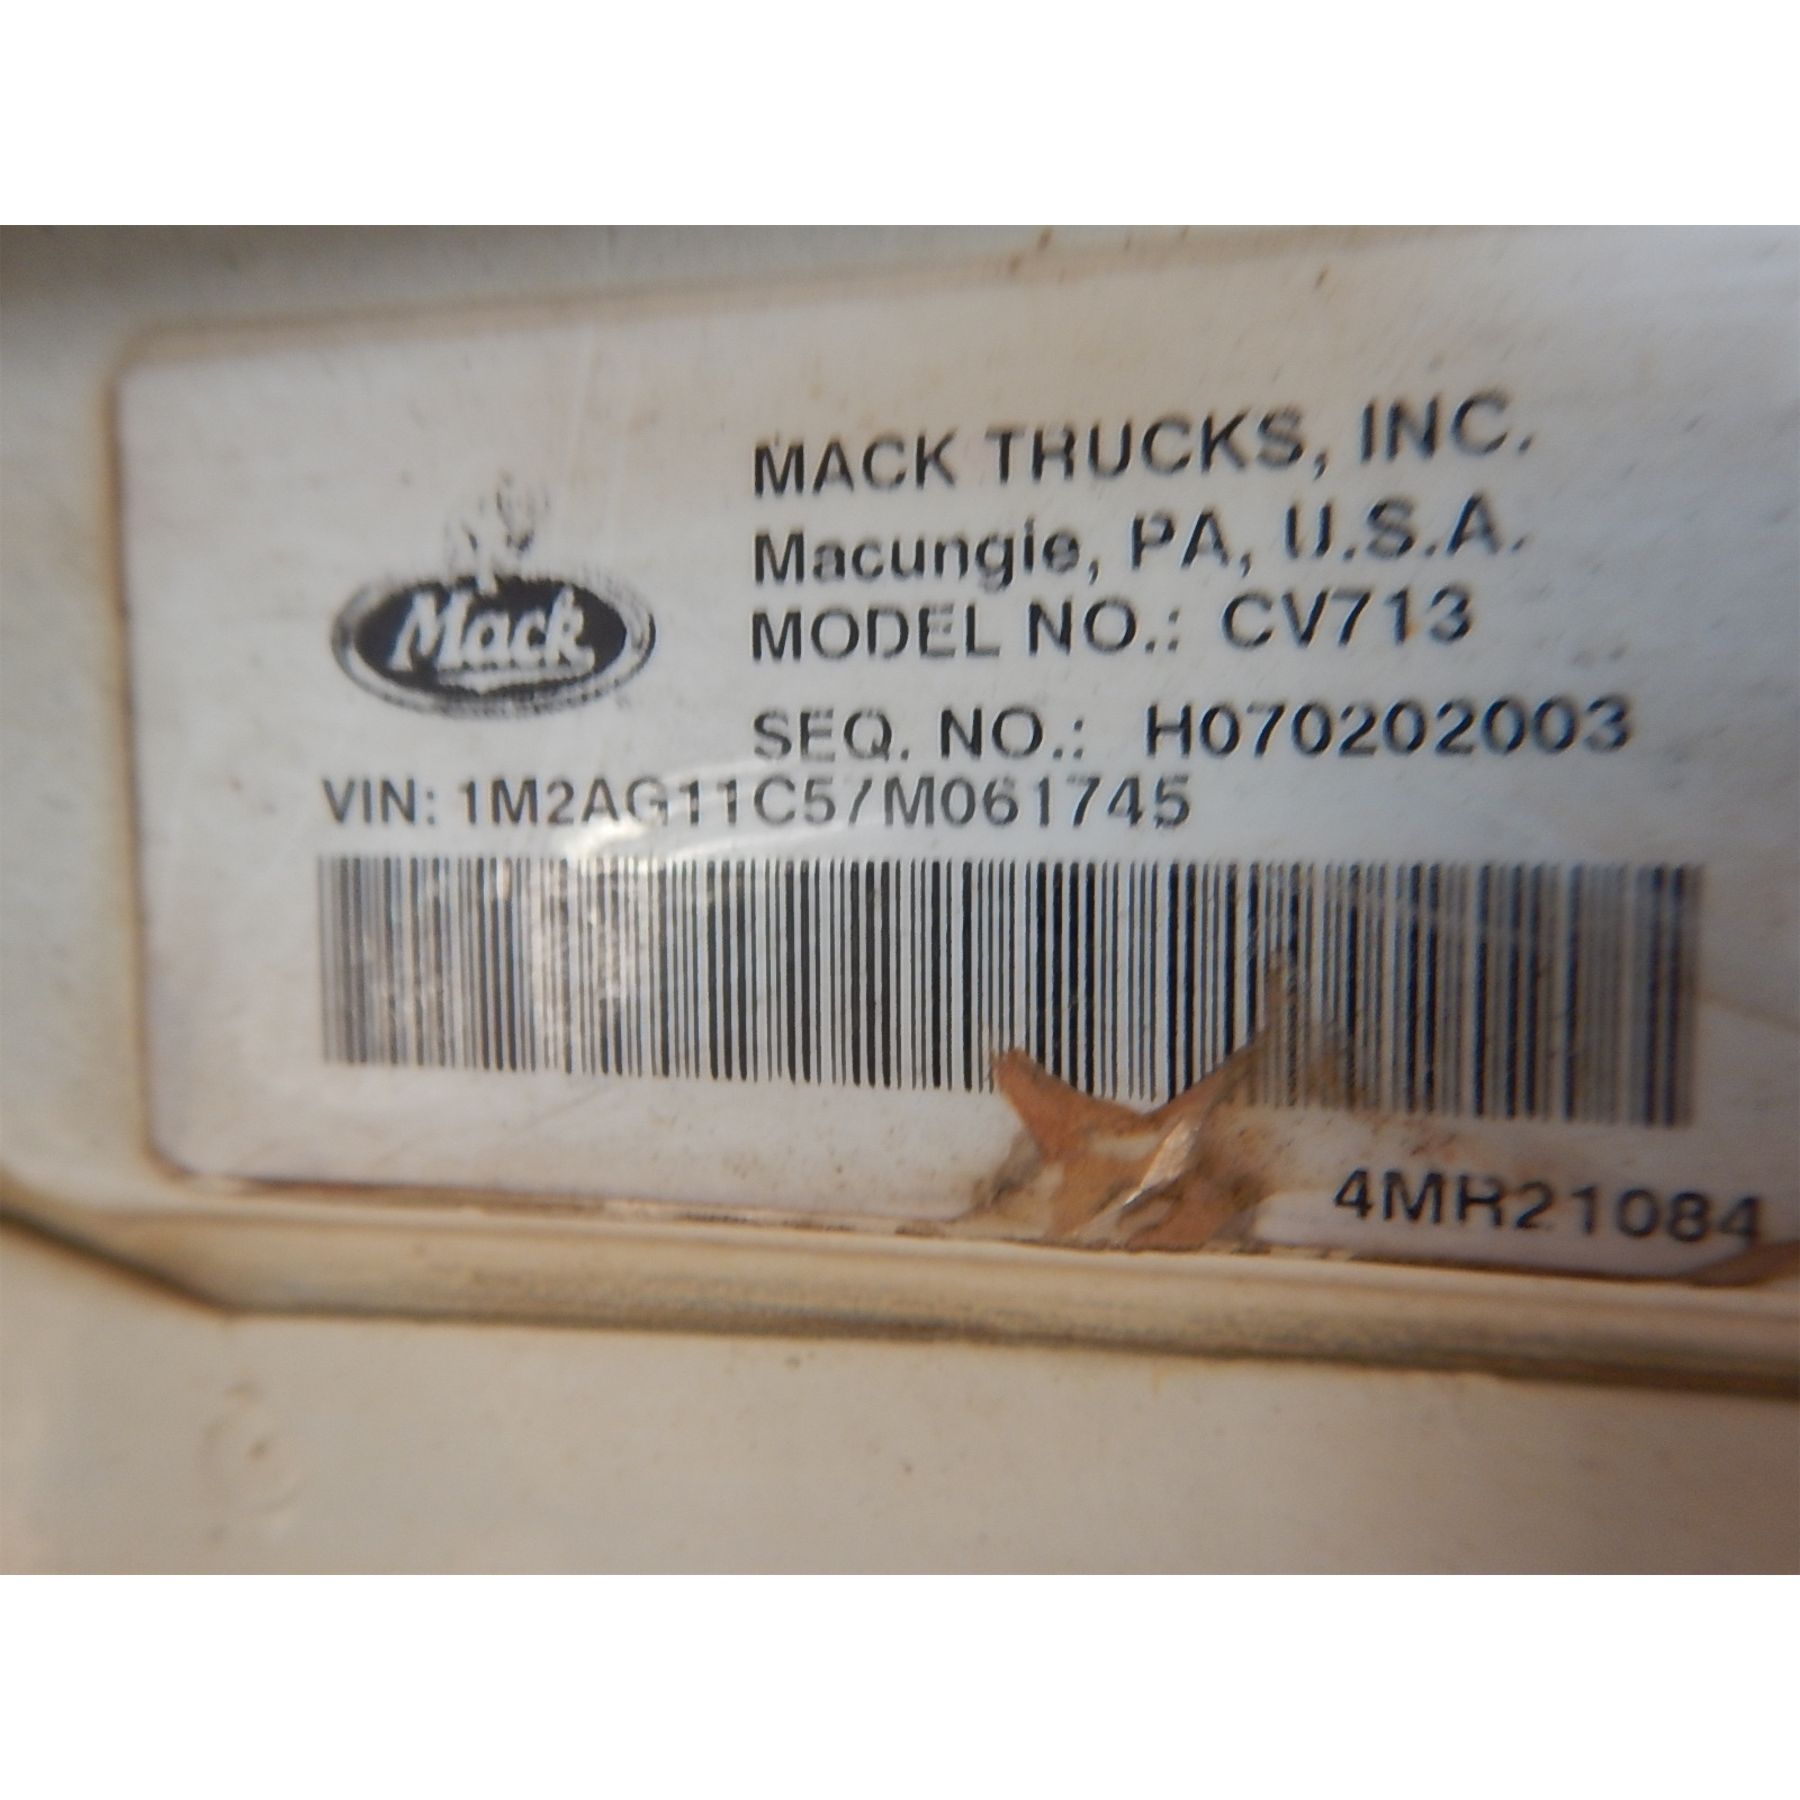 MACK TRUCKS, INC.
Macungie, PA, U.S.A.
Mack
MODEL NO.: CV713
SEQ. NO.: H070202003
VIN: 1M2AG11C57M061745
4MR21084